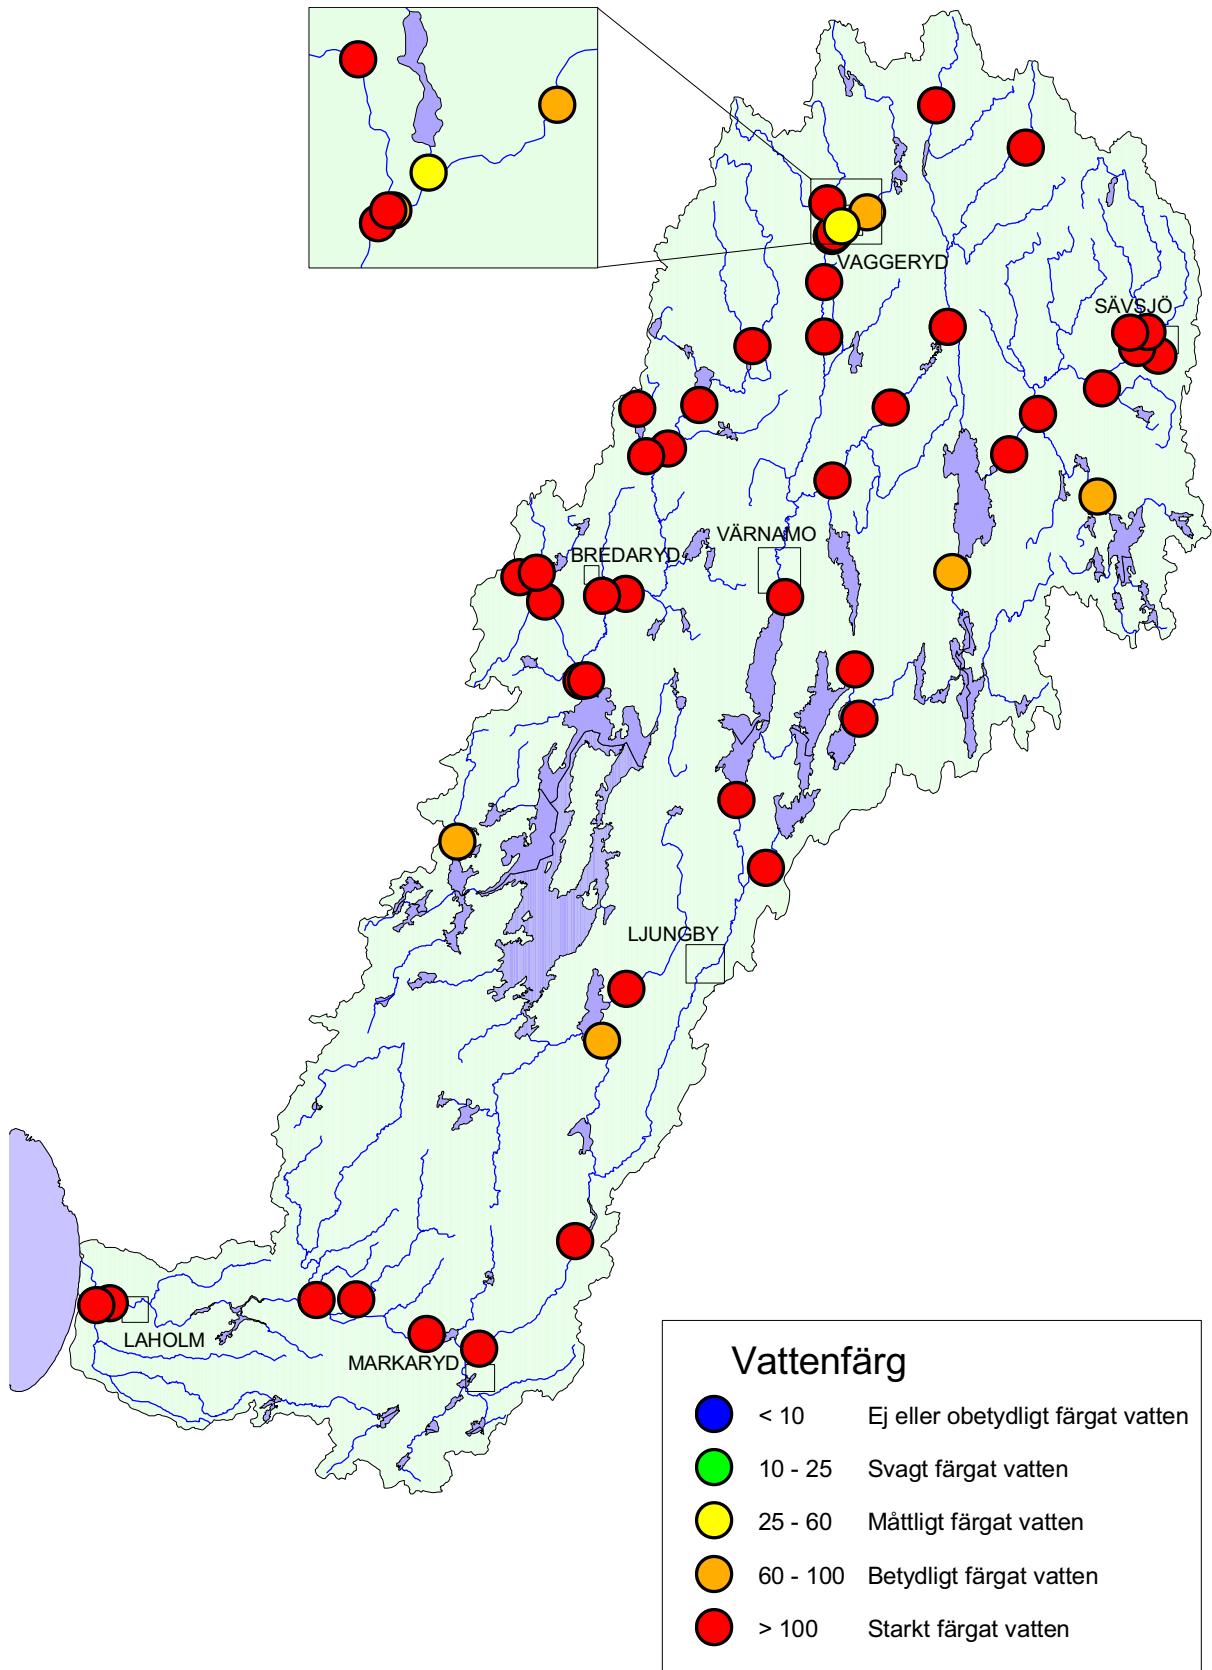 VAGGERYD
SÄVSJÖ
VÄRNAMO
BREDARYD
LJUNGBY
LAHOLM
MARKARYD
Vattenfärg
< 10 Ej eller obetydligt färgat vatten
10 - 25 Svagt färgat vatten
25 - 60 Måttligt färgat vatten
60 - 100 Betydligt färgat vatten
> 100 Starkt färgat vatten